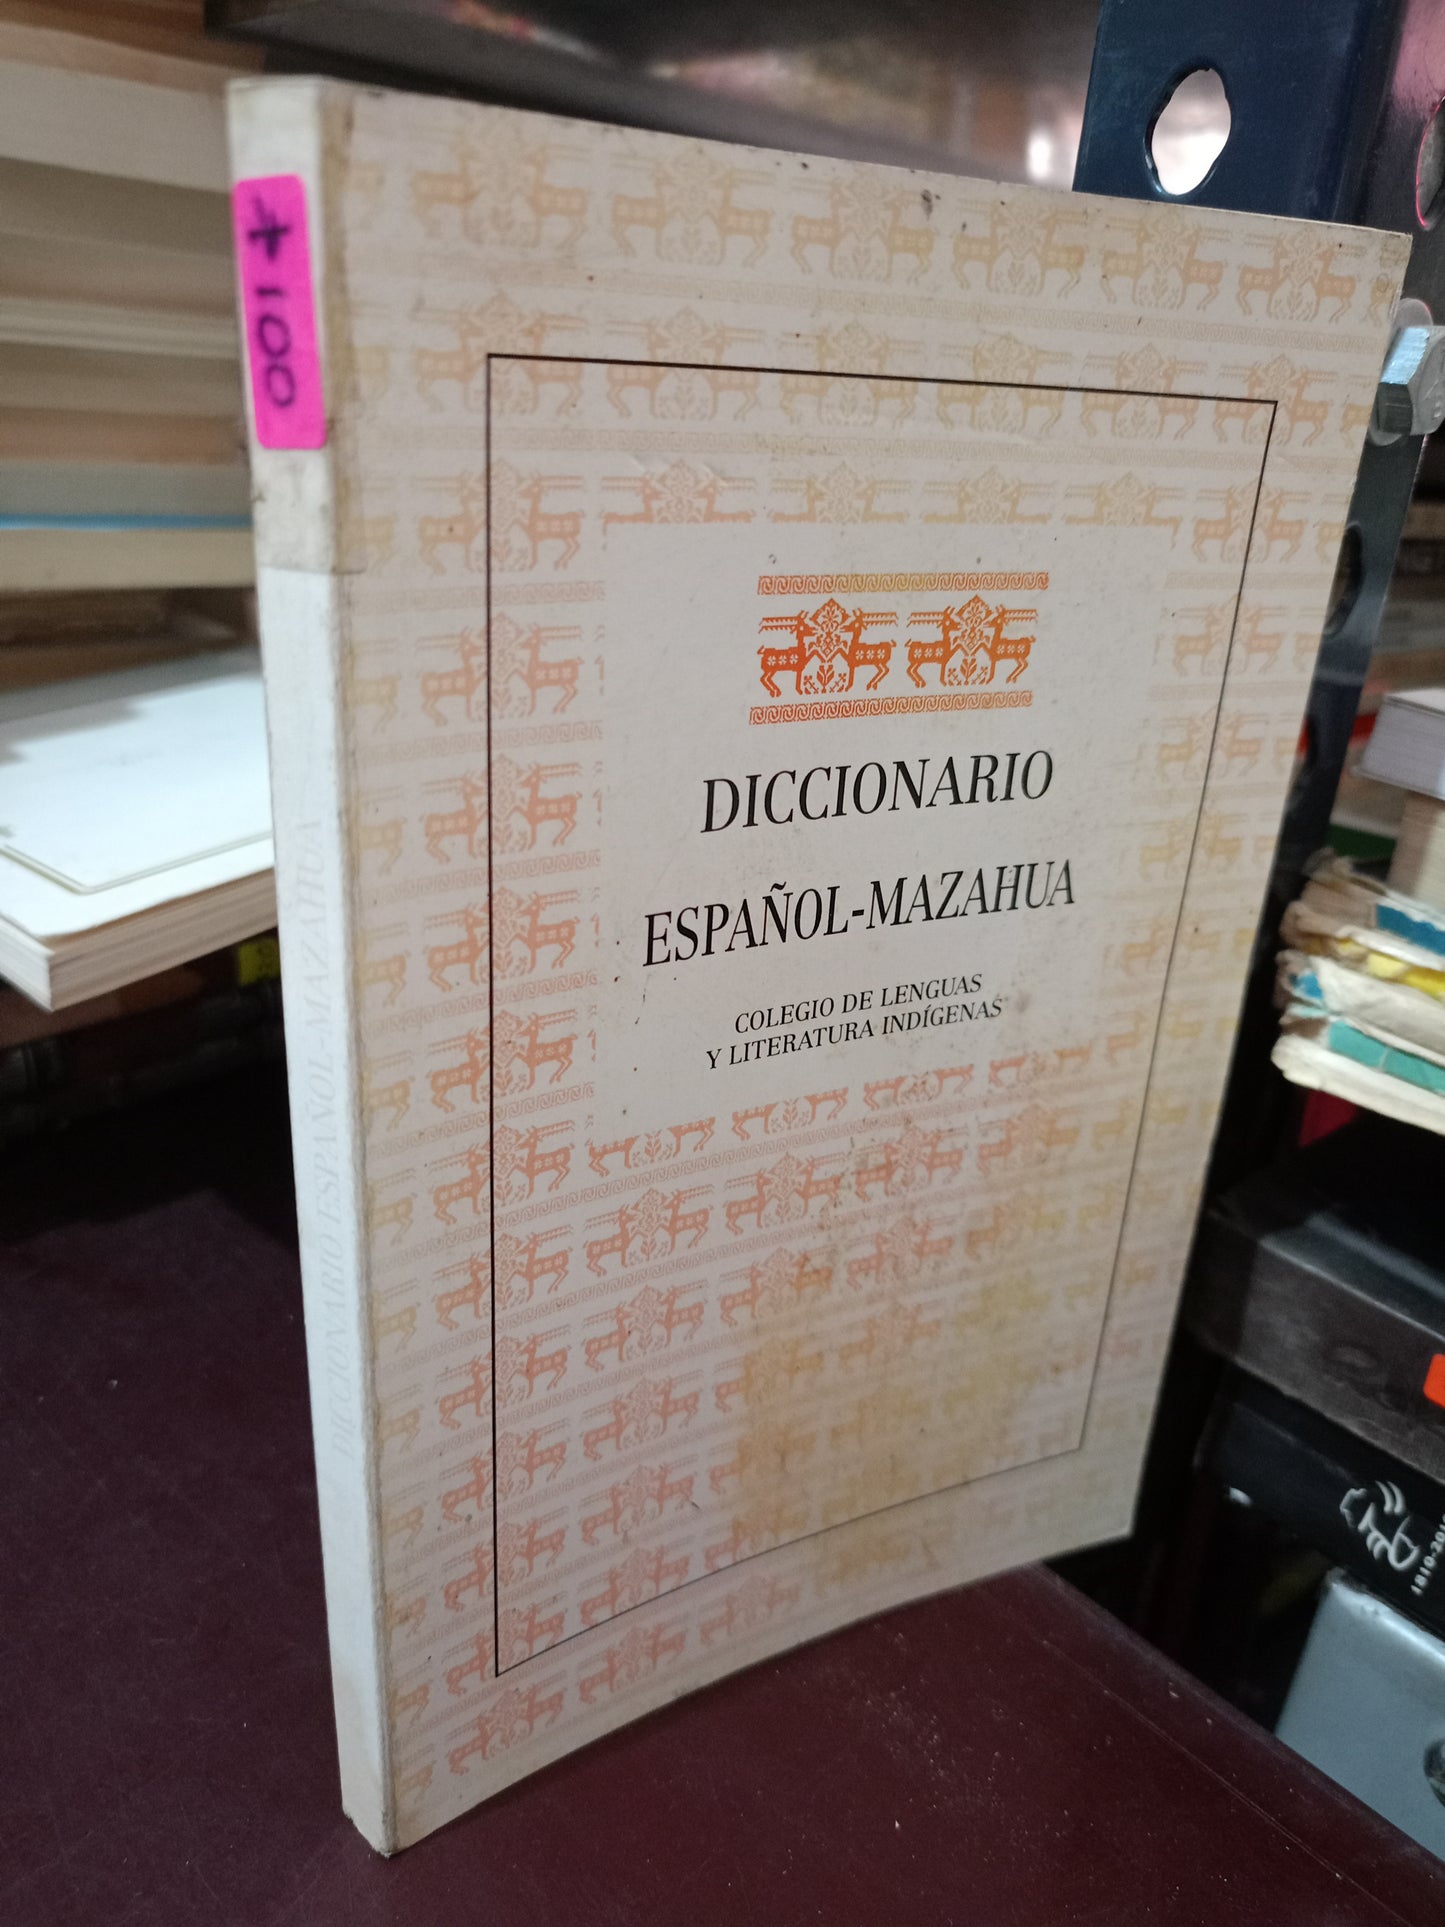 $ 100
DICCIONARIO
ESPAÑOL-MAZAHUA
COLEGIO DE LENGUAS
Y LITERATURA INDÍGENAS
DICCIONARIO ESPAÑOL-MAZAHUA